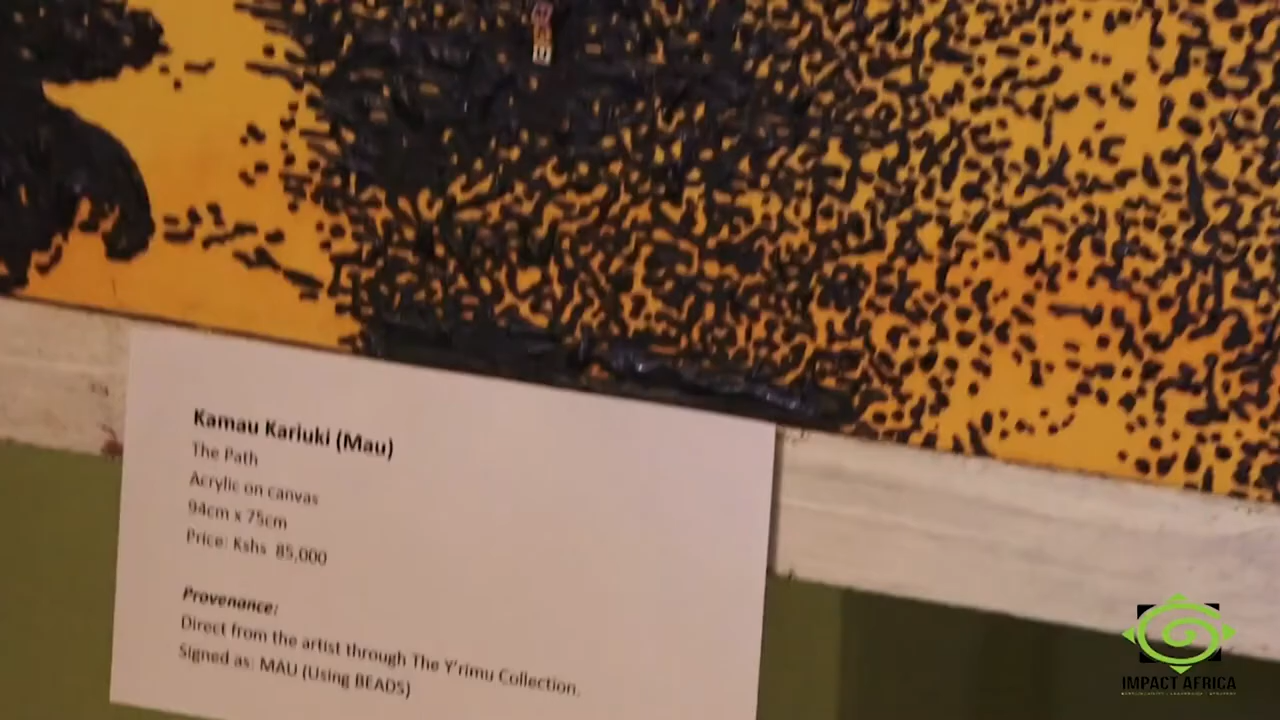 Kamau Kariuki (Mau)
The Path
Acrylic on canvas
94cm x 75cm
Price: Kshs 85,000
Provenance:
Direct from the artist through The Y'rimu Collection.
Signed as: MAU (Using BEADS)
IMPACT AFRICA